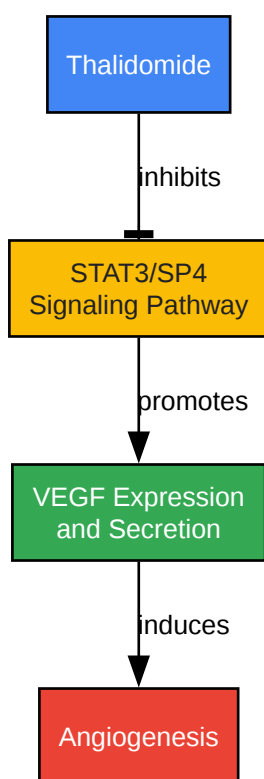 Thalidomide
inhibits
STAT3/SP4
Signaling Pathway
promotes
VEGF Expression
and Secretion
induces
Angiogenesis